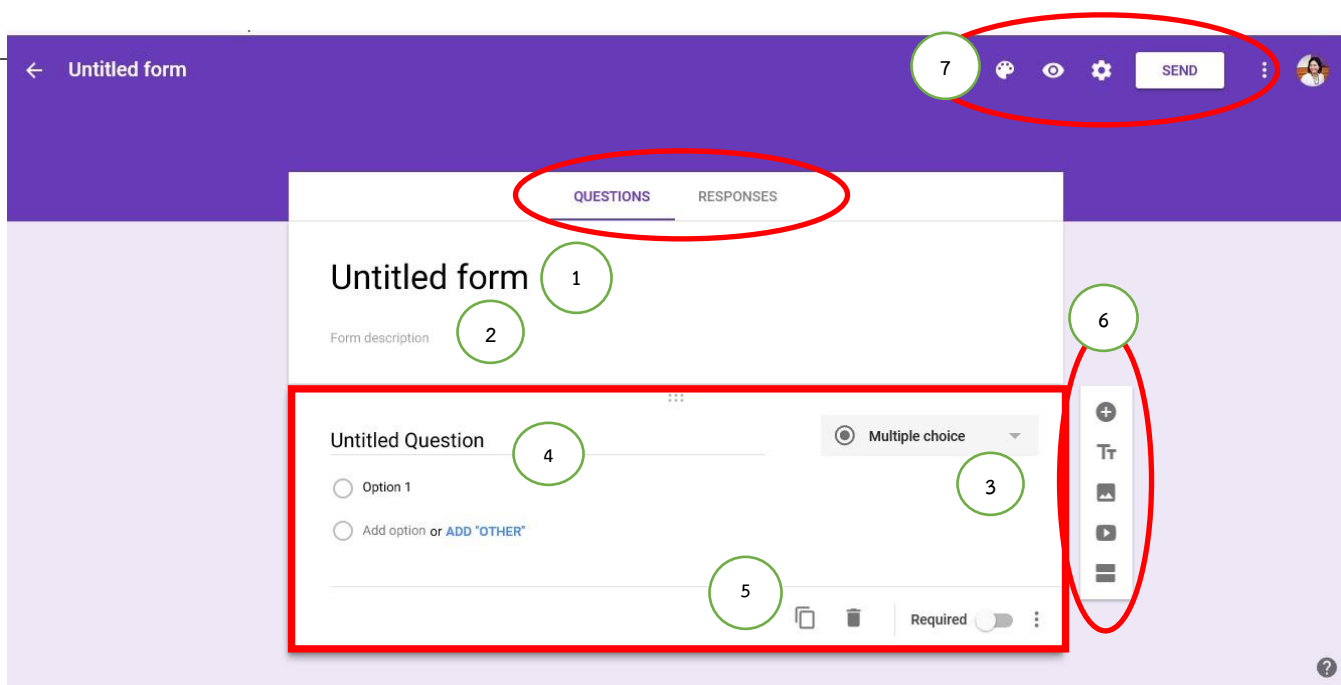 Untitled form
7
SEND
QUESTIONS RESPONSES
Untitled form 1
Form description 2
6
Untitled Question 4
Multiple choice
3
Option 1
Add option or ADD "OTHER"
5
Required